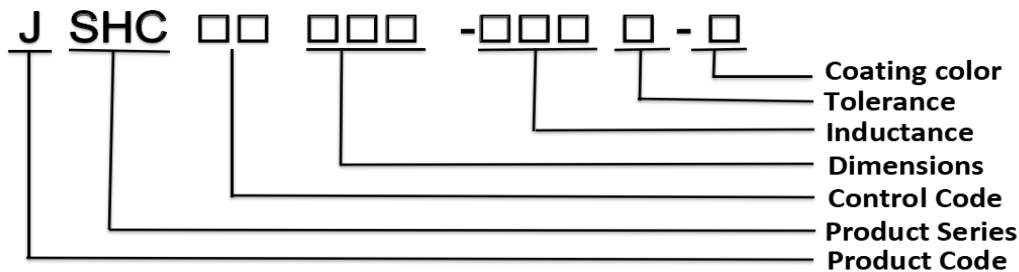 J SHC □□ □□□ -□□□ □ - □
Coating color
Tolerance
Inductance
Dimensions
Control Code
Product Series
Product Code